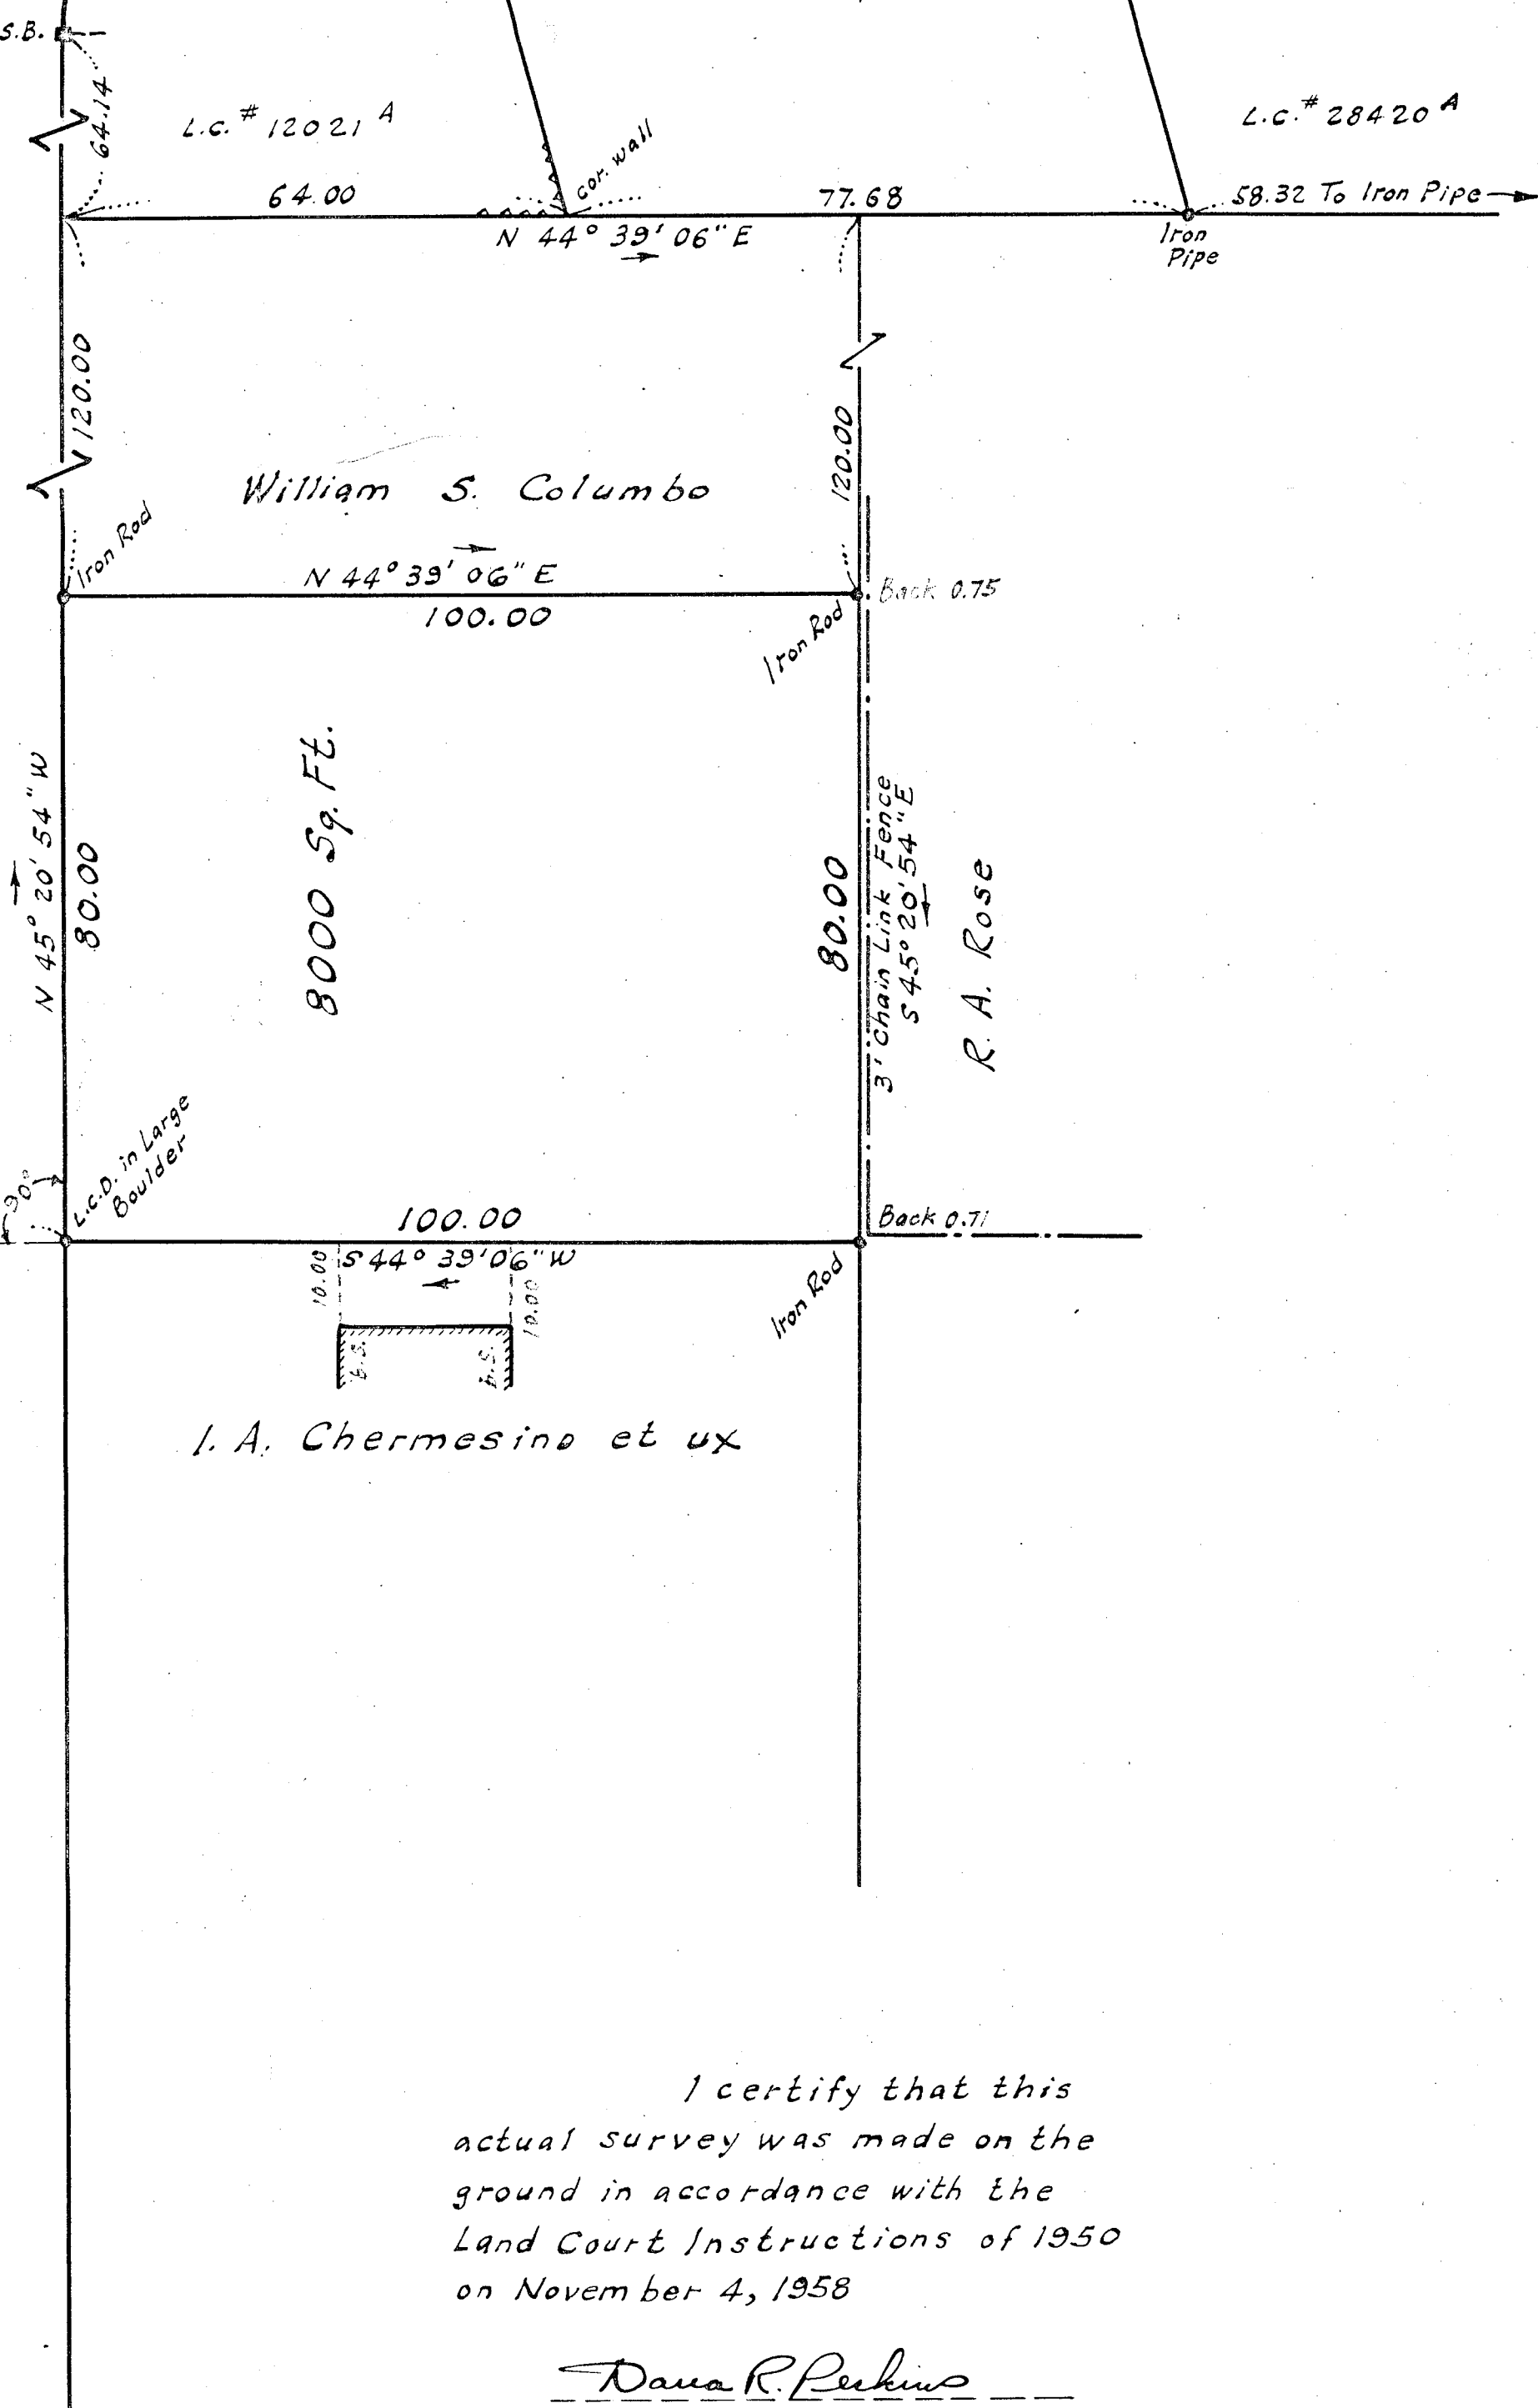 S.B.
64.14
L.C.# 12021 A
L.C.# 28420 A
cor. wall
64.00
77.68
58.32 To Iron Pipe
N 44° 39' 06" E
Iron
Pipe
120.00
120.00
William S. Columbo
Iron Rod
N 44° 39' 06" E
100.00
Back 0.75
Iron Rod
N 45° 20' 54" W
80.00
8000 Sq. Ft.
80.00
3' Chain Link Fence
S 45° 20' 54" E
R. A. Rose
L.C.D. in Large
Boulder
90°
100.00
Back 0.71
S 44° 39' 06" W
10.00
10.00
Iron Rod
I. A. Chermesino et ux
I certify that this
actual survey was made on the
ground in accordance with the
Land Court Instructions of 1950
on November 4, 1958
Dana R. Perkins